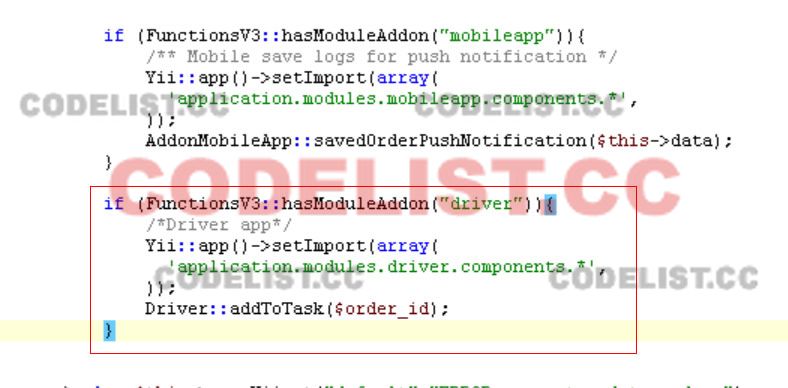 if (FunctionsV3::hasModuleAddon("mobileapp")){
/** Mobile save logs for push notification */
Yii::app()->setImport(array(
'application.modules.mobileapp.components.*',
));
AddonMobileApp::savedOrderPushNotification($this->data);
}
if (FunctionsV3::hasModuleAddon("driver")){
/*Driver app*/
Yii::app()->setImport(array(
'application.modules.driver.components.*',
));
Driver::addToTask($order_id);
}
CODELIST.CC
CODELIST.CC
CODELIST.CC
CODELIST.CC
CODELIST.CC